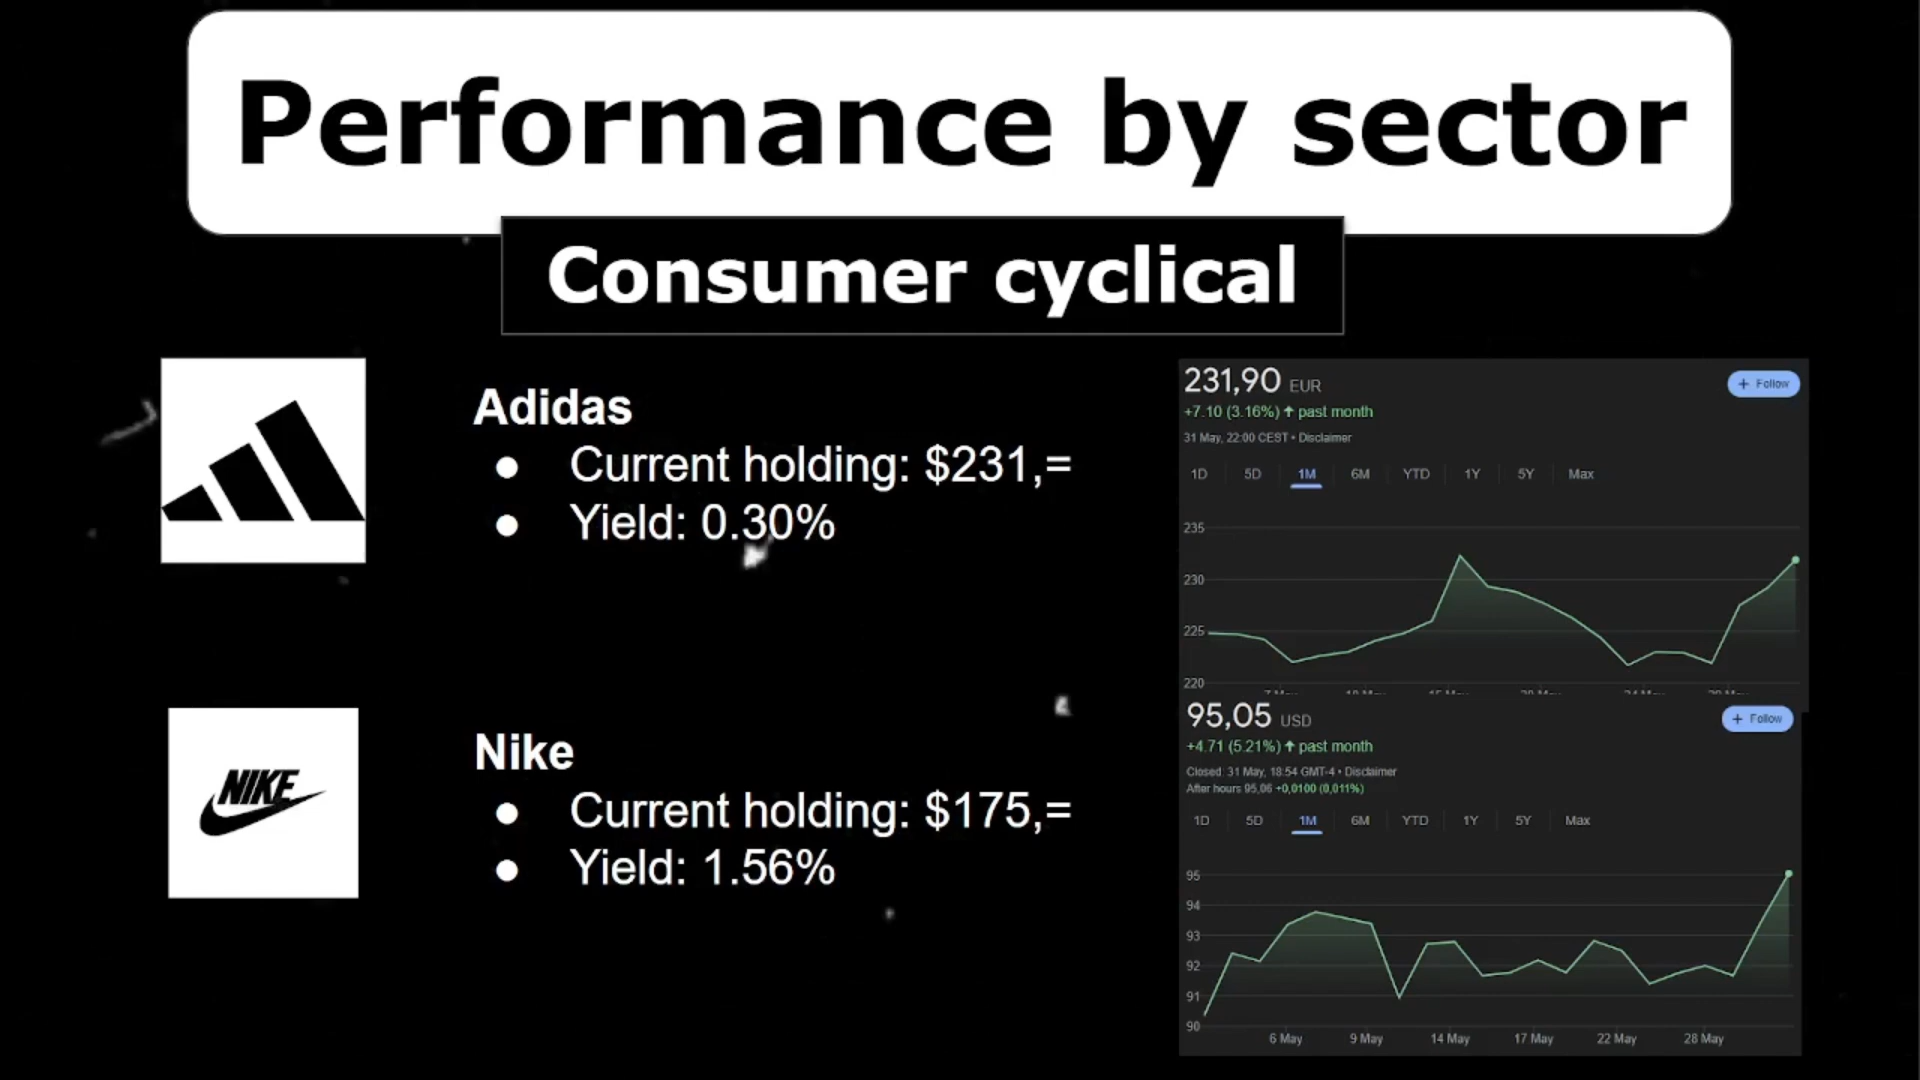 Performance by sector
Consumer cyclical
Adidas
● Current holding: $231,=
● Yield: 0.30%
NIKE
Nike
● Current holding: $175,=
● Yield: 1.56%
231,90 EUR
+ Follow
+7.10 (3.16%) ↑ past month
31 May, 22:00 CEST • Disclaimer
1D 5D 1M 6M YTD 1Y 5Y Max
235
230
225
220
95,05 USD
+ Follow
+4.71 (5.21%) ↑ past month
Closed: 31 May, 18:54 GMT-4 • Disclaimer
After hours 95,06 +0,0100 (0,011%)
1D 5D 1M 6M YTD 1Y 5Y Max
95
94
93
92
91
90
6 May 9 May 14 May 17 May 22 May 28 May